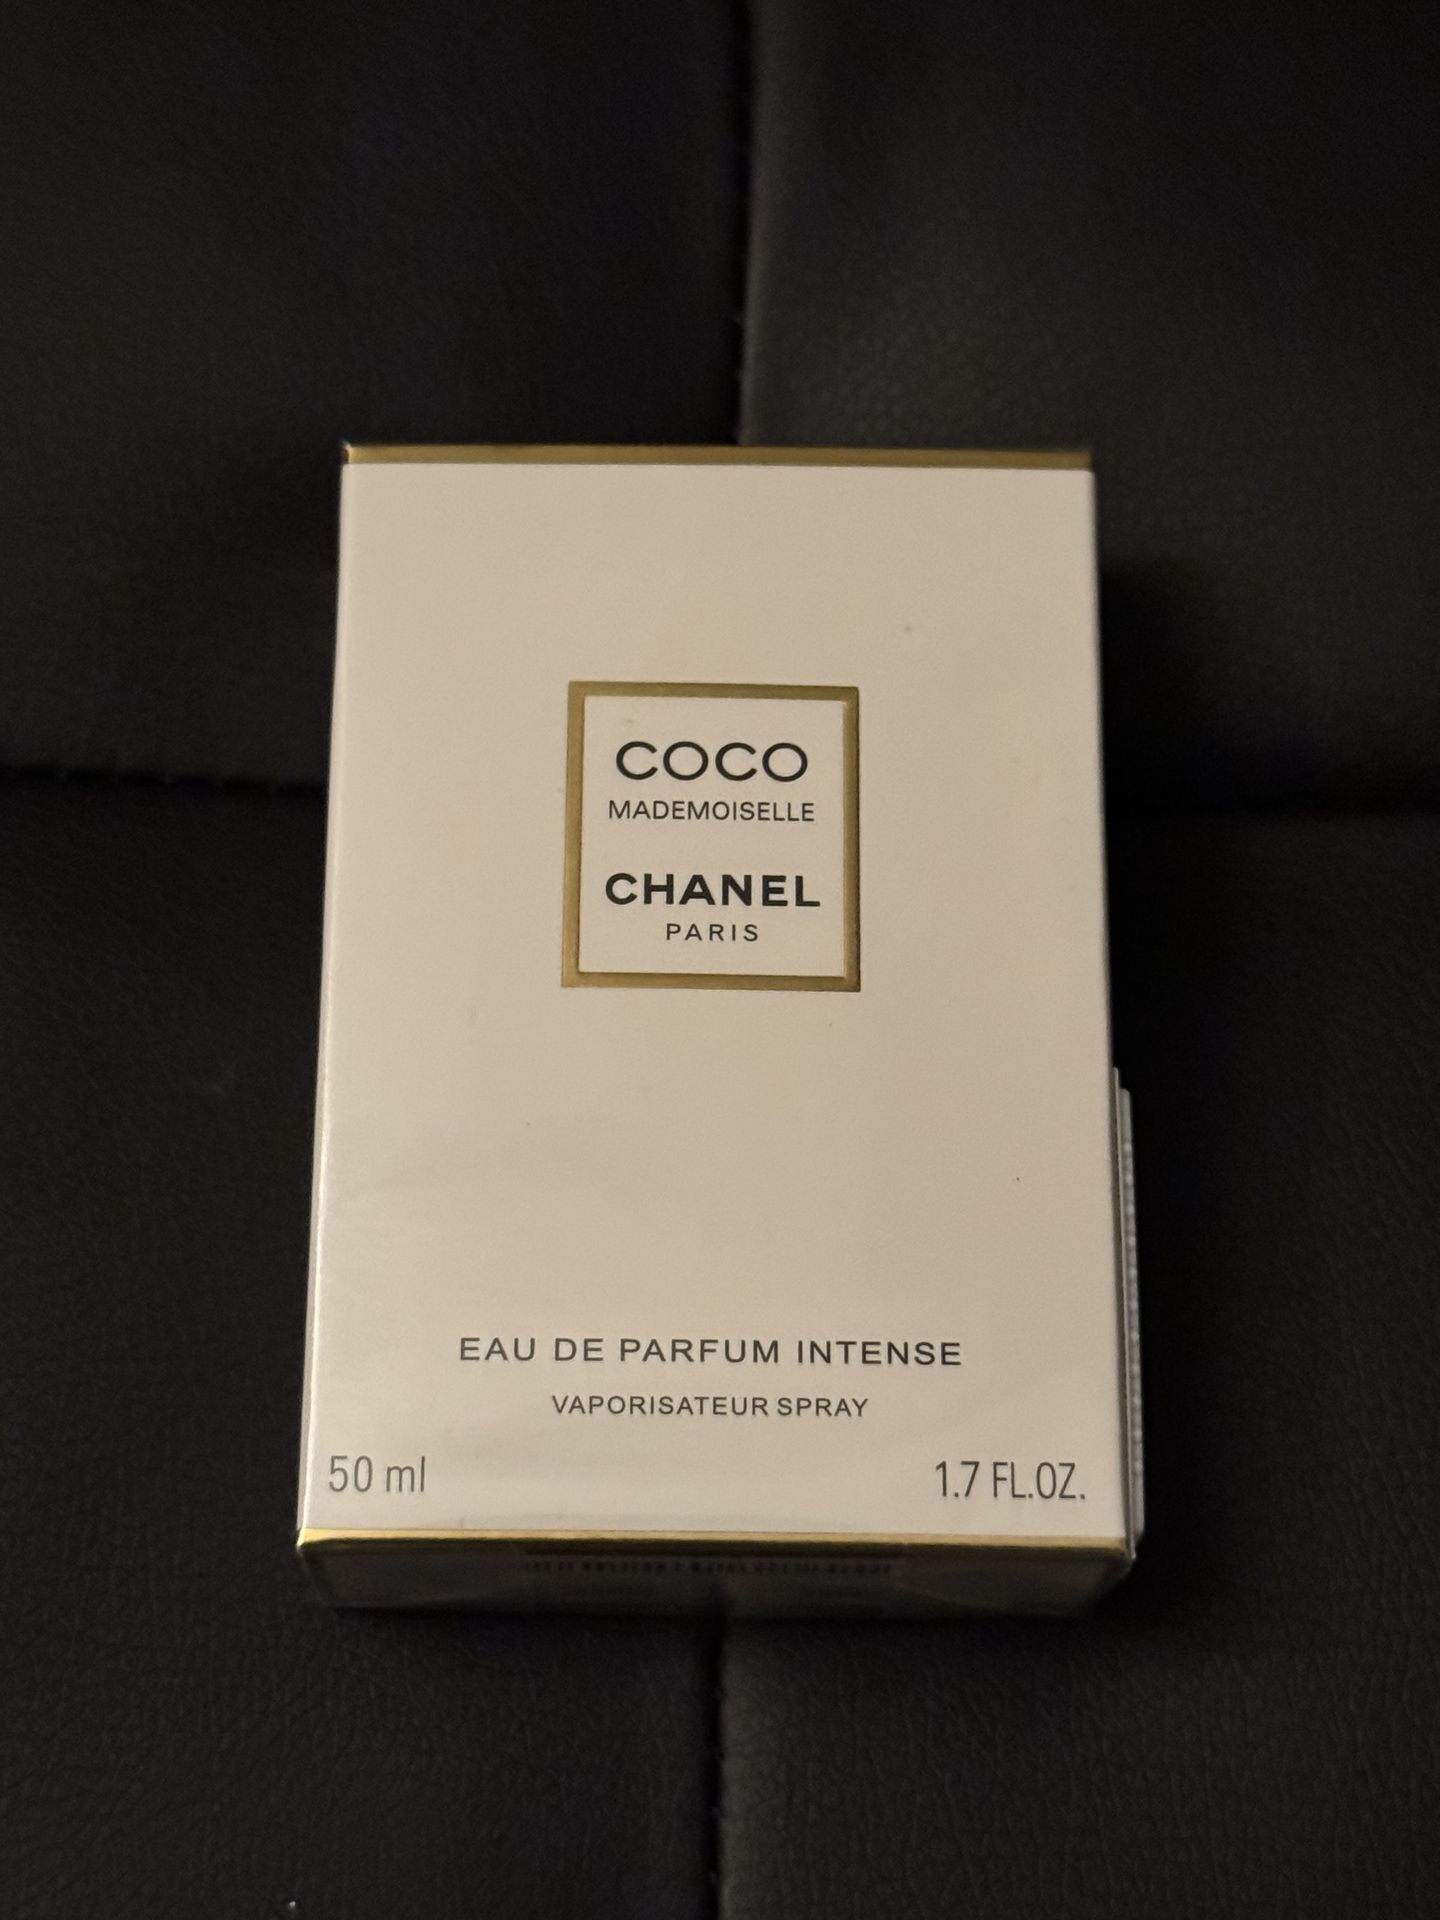 COCO
MADEMOISELLE
CHANEL
PARIS
EAU DE PARFUM INTENSE
VAPORISATEUR SPRAY
50 ml
1.7 FL.OZ.